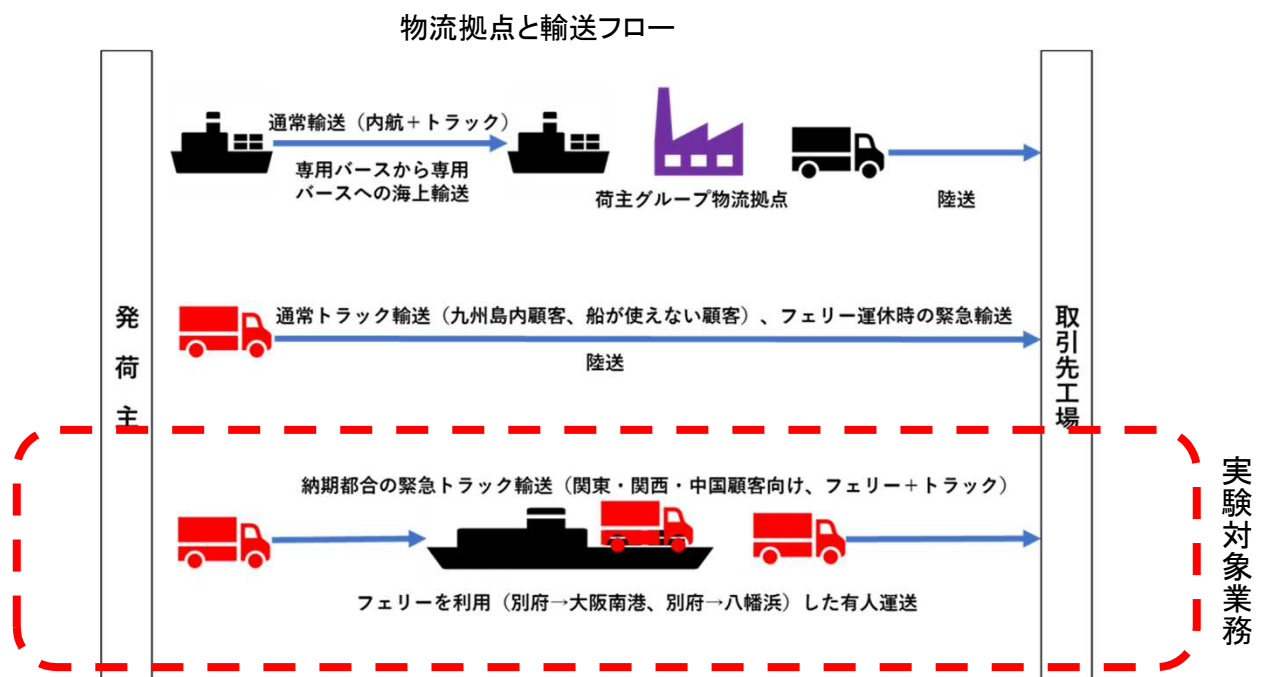 物流拠点と輸送フロー
発荷主
通常輸送（内航＋トラック）
専用バースから専用
バースへの海上輸送
荷主グループ物流拠点
陸送
通常トラック輸送（九州島内顧客、船が使えない顧客）、フェリー運休時の緊急輸送
陸送
取引先工場
納期都合の緊急トラック輸送（関東・関西・中国顧客向け、フェリー＋トラック）
フェリーを利用（別府→大阪南港、別府→八幡浜）した有人運送
実験対象業務